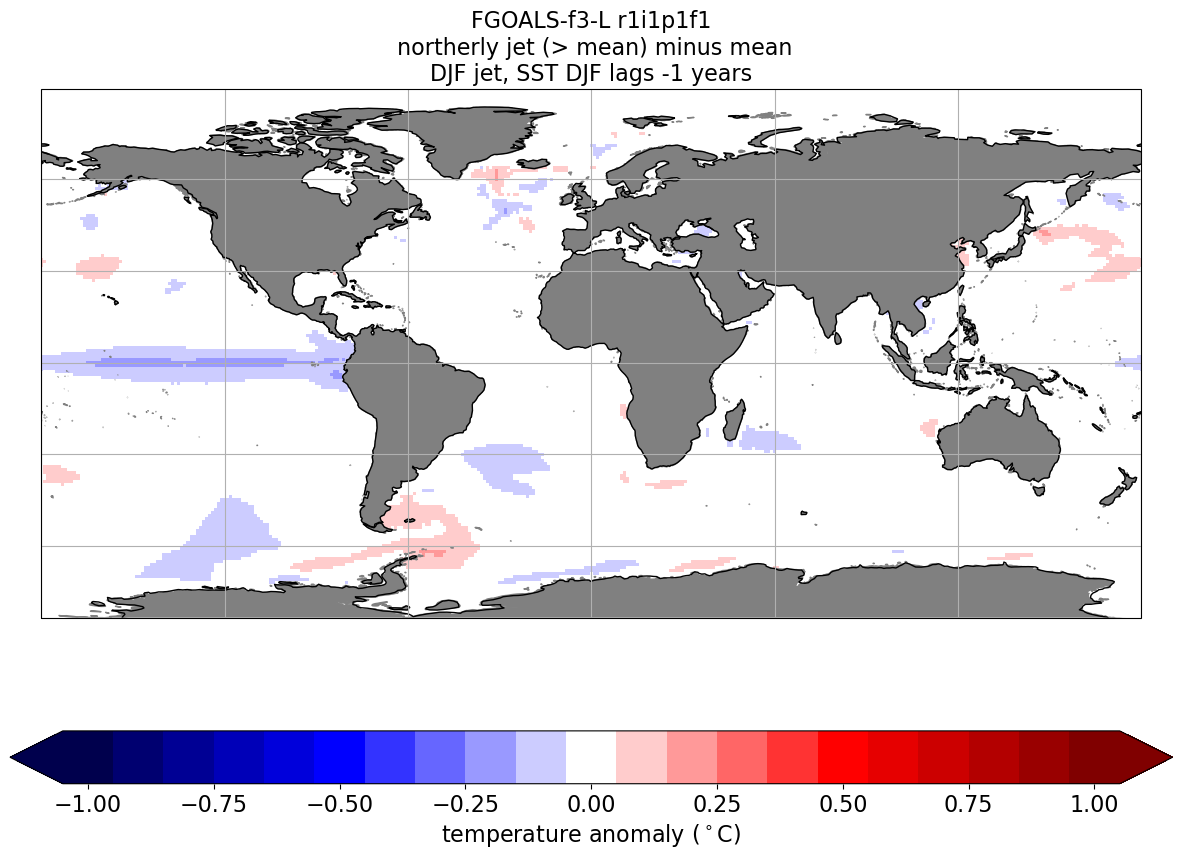 FGOALS-f3-L r1i1p1f1
northerly jet (> mean) minus mean
DJF jet, SST DJF lags -1 years
−1.00 −0.75 −0.50 −0.25 0.00 0.25 0.50 0.75 1.00
temperature anomaly (°C)